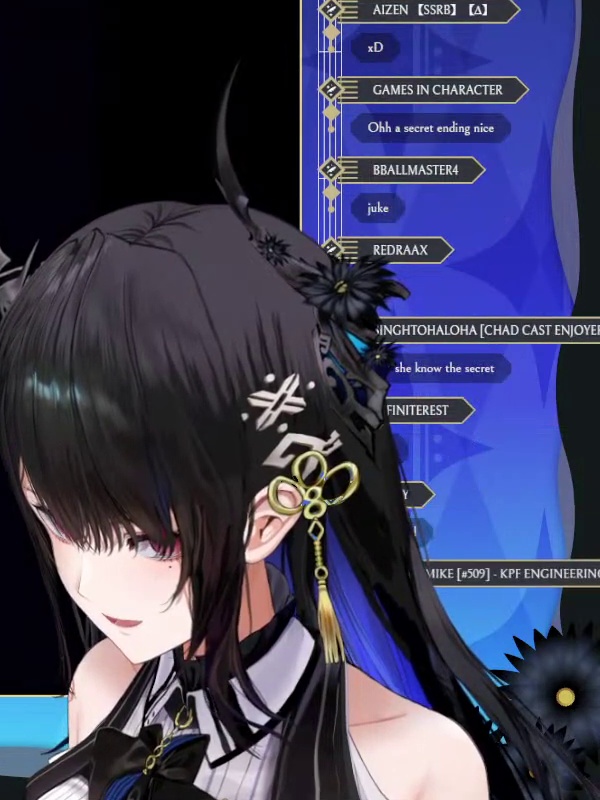 AIZEN 【SSRB】 【Δ】
xD
GAMES IN CHARACTER
Ohh a secret ending nice
BBALLMASTER4
juke
REDRAAX
INGHTOHALOHA [CHAD CAST ENJOYER
she know the secret
FINITEREST
Y
MIKE [#509] - KPF ENGINEERING